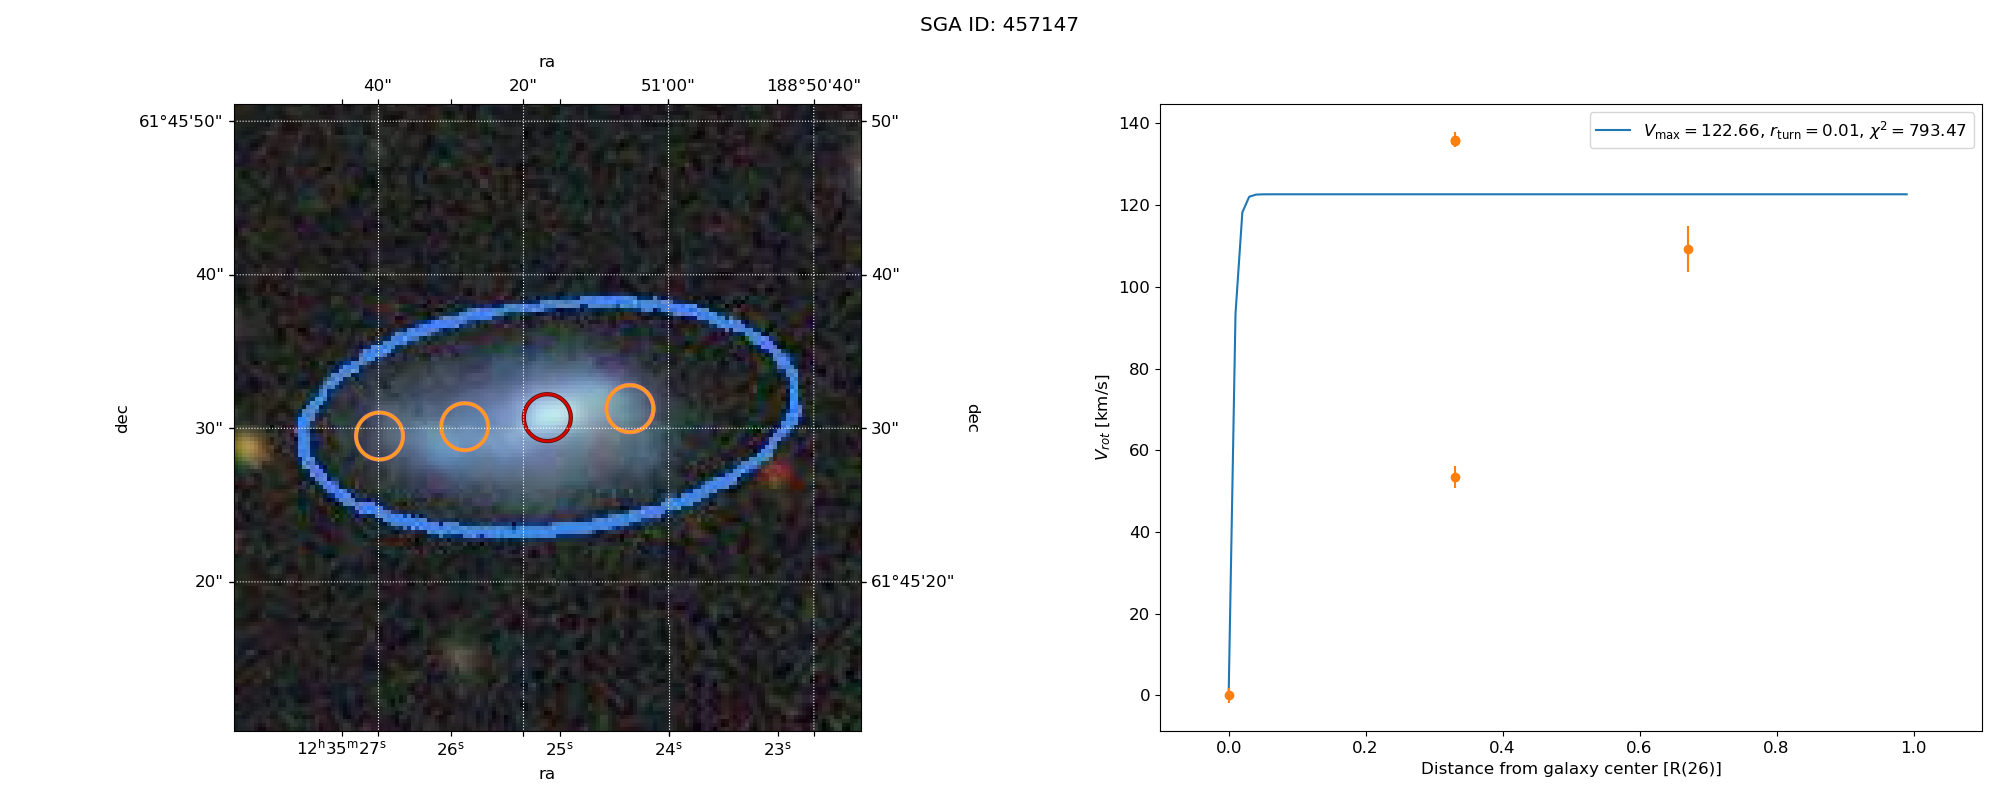 SGA ID: 457147
ra
40" 20" 51'00" 188°50'40"
61°45'50" 50"
40" 40"
dec dec
30" 30"
20" 61°45'20"
12ʰ35ᵐ27ˢ 26ˢ 25ˢ 24ˢ 23ˢ
ra
V_max = 122.66, r_turn = 0.01, χ² = 793.47
140
120
100
80
60
40
20
0
V_rot [km/s]
0.0 0.2 0.4 0.6 0.8 1.0
Distance from galaxy center [R(26)]